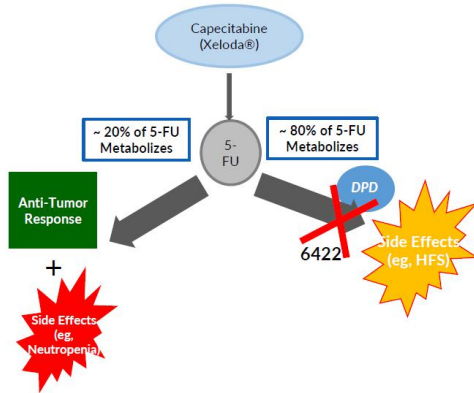 Capecitabine
(Xeloda®)
~ 20% of 5-FU
Metabolizes
~ 80% of 5-FU
Metabolizes
5-
FU
DPD
Anti-Tumor
Response
6422
Side Effects
(eg, HFS)
+
Side Effects
(eg,
Neutropenia)